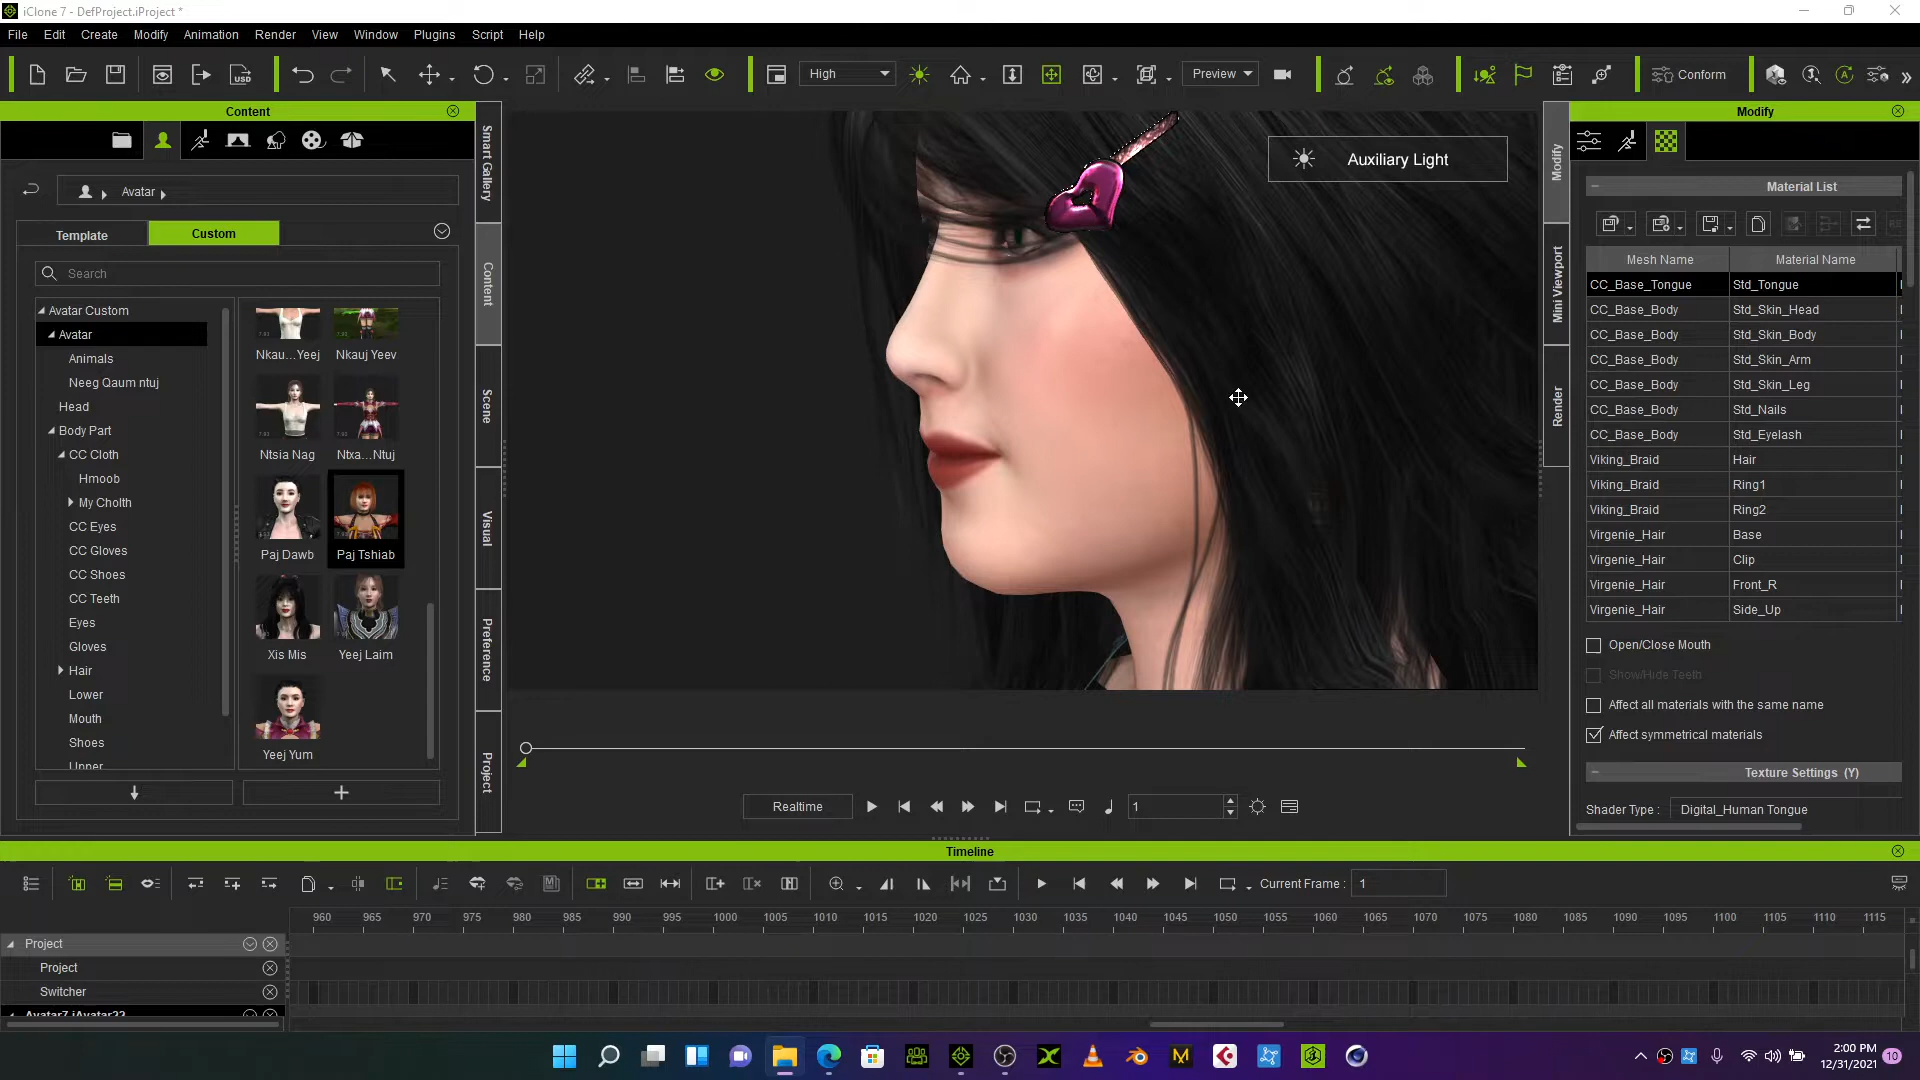 iClone 7 - DefProject.iProject *
File Edit Create Modify Animation Render View Window Plugins Script Help
High
Preview
Conform
Content
Modify
Avatar
Template
Custom
Search
Avatar Custom
Avatar
Animals
Neeg Qaum ntuj
Head
Body Part
CC Cloth
Hmoob
My Cholth
CC Eyes
CC Gloves
CC Shoes
CC Teeth
Eyes
Gloves
Hair
Lower
Mouth
Shoes
Upper
Nkau...Yeej
Nkauj Yeev
Ntsia Nag
Ntxa...Ntuj
Paj Dawb
Paj Tshiab
Xis Mis
Yeej Laim
Yeej Yum
Smart Gallery
Content
Scene
Visual
Preference
Project
Auxiliary Light
Modify
Mini Viewport
Render
Material List
Mesh Name Material Name
CC_Base_Tongue Std_Tongue
CC_Base_Body Std_Skin_Head
CC_Base_Body Std_Skin_Body
CC_Base_Body Std_Skin_Arm
CC_Base_Body Std_Skin_Leg
CC_Base_Body Std_Nails
CC_Base_Body Std_Eyelash
Viking_Braid Hair
Viking_Braid Ring1
Viking_Braid Ring2
Virgenie_Hair Base
Virgenie_Hair Clip
Virgenie_Hair Front_R
Virgenie_Hair Side_Up
Open/Close Mouth
Show/Hide Teeth
Affect all materials with the same name
Affect symmetrical materials
Texture Settings (Y)
Shader Type : Digital_Human Tongue
Realtime
1
Timeline
Current Frame : 1
960 965 970 975 980 985 990 995 1000 1005 1010 1015 1020 1025 1030 1035 1040 1045 1050 1055 1060 1065 1070 1075 1080 1085 1090 1095 1100 1105 1110 1115
Project
Project
Switcher
2:00 PM
12/31/2021
10